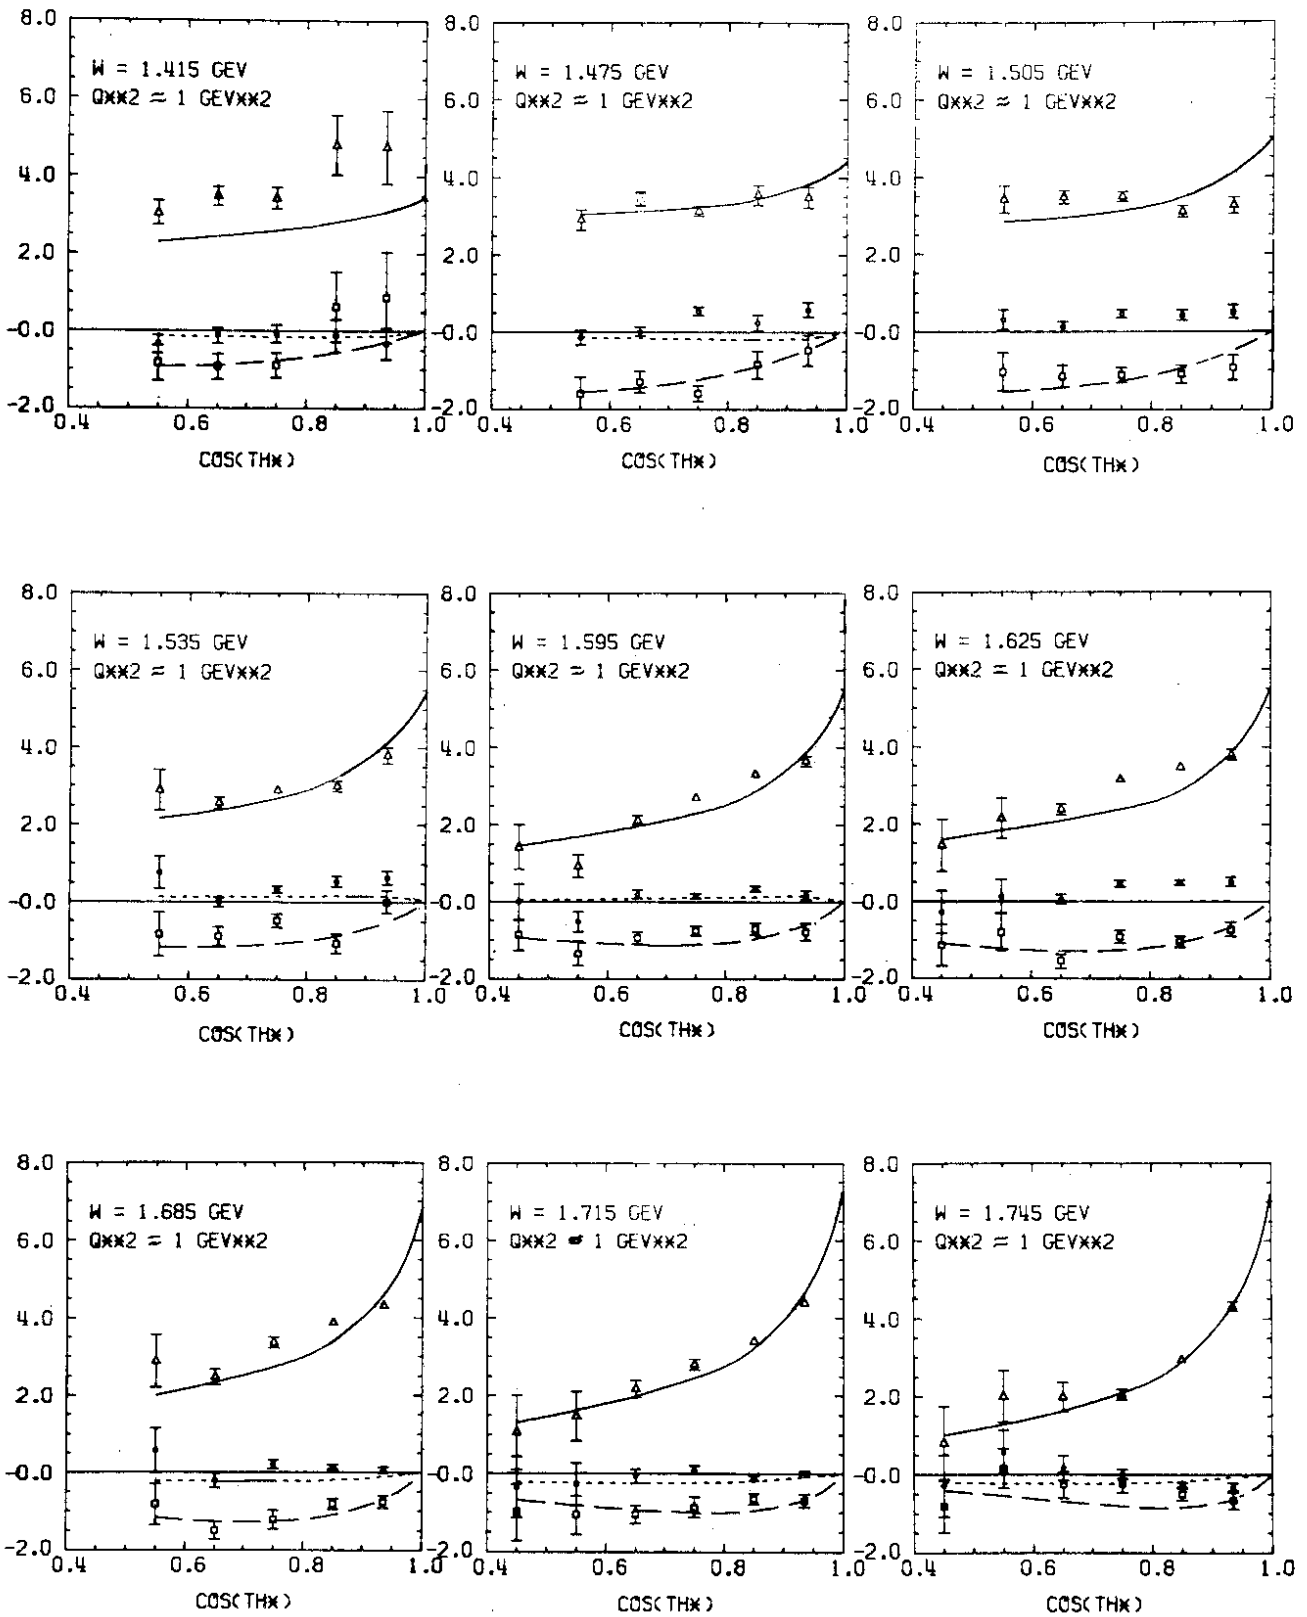 8.0
6.0
4.0
2.0
-0.0
-2.0
W = 1.415 GEV
Q**2 ≈ 1 GEV**2
0.4 0.6 0.8 1.0
COS(TH*)
8.0
6.0
4.0
2.0
-0.0
-2.0
W = 1.475 GEV
Q**2 ≈ 1 GEV**2
0.4 0.6 0.8 1.0
COS(TH*)
8.0
6.0
4.0
2.0
-0.0
-2.0
W = 1.505 GEV
Q**2 ≈ 1 GEV**2
0.4 0.6 0.8 1.0
COS(TH*)
8.0
6.0
4.0
2.0
-0.0
-2.0
W = 1.535 GEV
Q**2 ≈ 1 GEV**2
0.4 0.6 0.8 1.0
COS(TH*)
8.0
6.0
4.0
2.0
-0.0
-2.0
W = 1.595 GEV
Q**2 ≈ 1 GEV**2
0.4 0.6 0.8 1.0
COS(TH*)
8.0
6.0
4.0
2.0
-0.0
-2.0
W = 1.625 GEV
Q**2 ≈ 1 GEV**2
0.4 0.6 0.8 1.0
COS(TH*)
8.0
6.0
4.0
2.0
-0.0
-2.0
W = 1.685 GEV
Q**2 ≈ 1 GEV**2
0.4 0.6 0.8 1.0
COS(TH*)
8.0
6.0
4.0
2.0
-0.0
-2.0
W = 1.715 GEV
Q**2 ≈ 1 GEV**2
0.4 0.6 0.8 1.0
COS(TH*)
8.0
6.0
4.0
2.0
-0.0
-2.0
W = 1.745 GEV
Q**2 ≈ 1 GEV**2
0.4 0.6 0.8 1.0
COS(TH*)